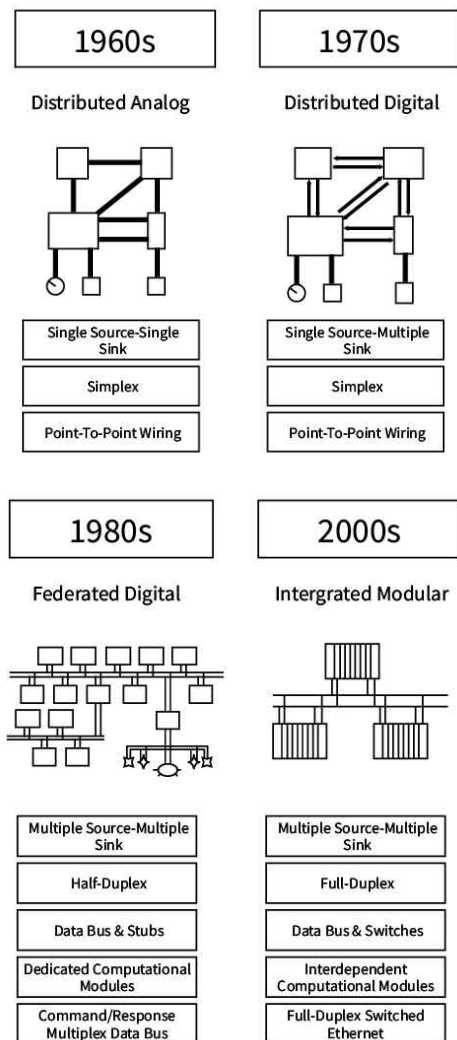 1960s
1970s
Distributed Analog
Distributed Digital
Single Source-Single
Sink
Simplex
Point-To-Point Wiring
Single Source-Multiple
Sink
Simplex
Point-To-Point Wiring
1980s
2000s
Federated Digital
Intergrated Modular
Multiple Source-Multiple
Sink
Half-Duplex
Data Bus & Stubs
Dedicated Computational
Modules
Command/Response
Multiplex Data Bus
Multiple Source-Multiple
Sink
Full-Duplex
Data Bus & Switches
Interdependent
Computational Modules
Full-Duplex Switched
Ethernet